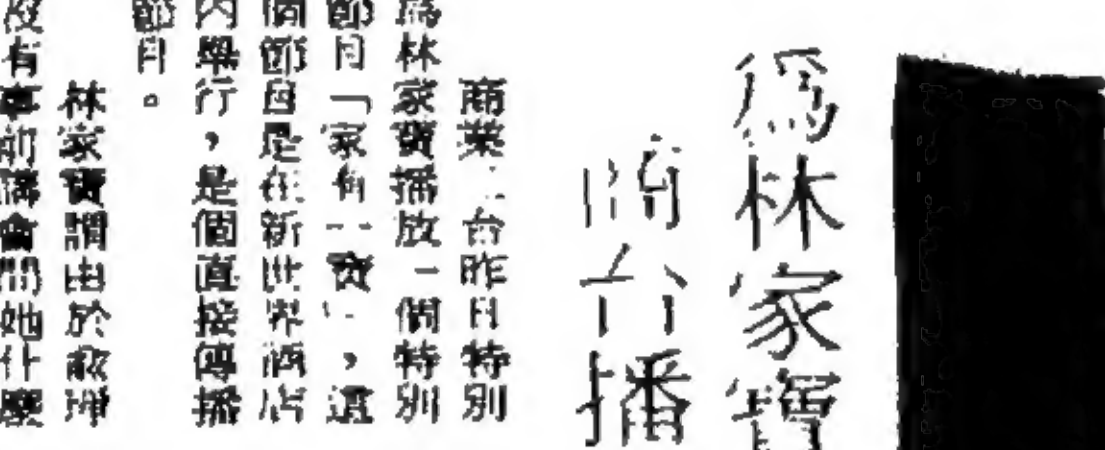 爲林家寶
商台播
商業二台昨日特別
爲林家寶播放一個特別
節目「家有一寶」，這
個節目是在新世界酒店
內舉行，是個直接傳播
節目。
林家寶謂由於
沒有事前講會問她什麼